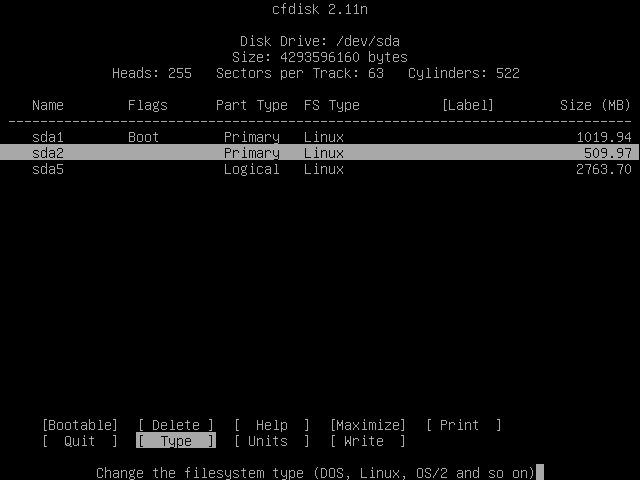 cfdisk 2.11n
Disk Drive: /dev/sda
Size: 4293596160 bytes
Heads: 255   Sectors per Track: 63   Cylinders: 522
Name        Flags      Part Type  FS Type          [Label]        Size (MB)
------------------------------------------------------------------------------
sda1        Boot        Primary   Linux                             1019.94
sda2                    Primary   Linux                              509.97
sda5                    Logical   Linux                             2763.70
[Bootable]  [ Delete ]  [  Help  ]  [Maximize]  [ Print  ]
[  Quit  ]  [  Type  ]  [ Units  ]  [ Write  ]
Change the filesystem type (DOS, Linux, OS/2 and so on)